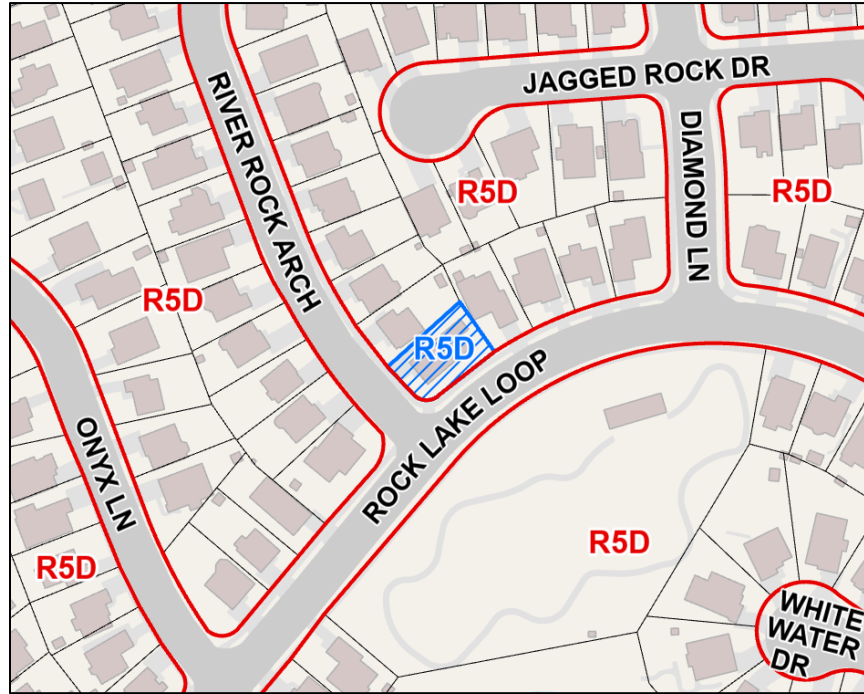 JAGGED ROCK DR
RIVER ROCK ARCH
DIAMOND LN
R5D
R5D
R5D
R5D
ROCK LAKE LOOP
ONYX LN
R5D
R5D
WHITE
WATER
DR